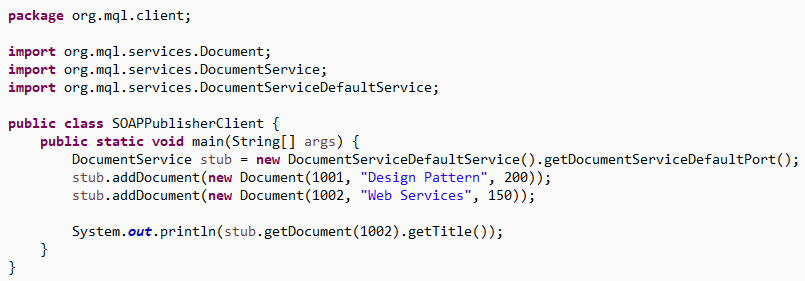 package org.mql.client;

import org.mql.services.Document;
import org.mql.services.DocumentService;
import org.mql.services.DocumentServiceDefaultService;

public class SOAPPublisherClient {
    public static void main(String[] args) {
        DocumentService stub = new DocumentServiceDefaultService().getDocumentServiceDefaultPort();
        stub.addDocument(new Document(1001, "Design Pattern", 200));
        stub.addDocument(new Document(1002, "Web Services", 150));

        System.out.println(stub.getDocument(1002).getTitle());
    }
}